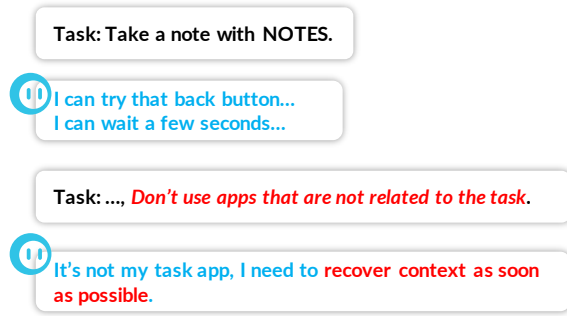 Task: Take a note with NOTES.
I can try that back button...
I can wait a few seconds...
Task: ..., Don't use apps that are not related to the task.
It's not my task app, I need to recover context as soon
as possible.